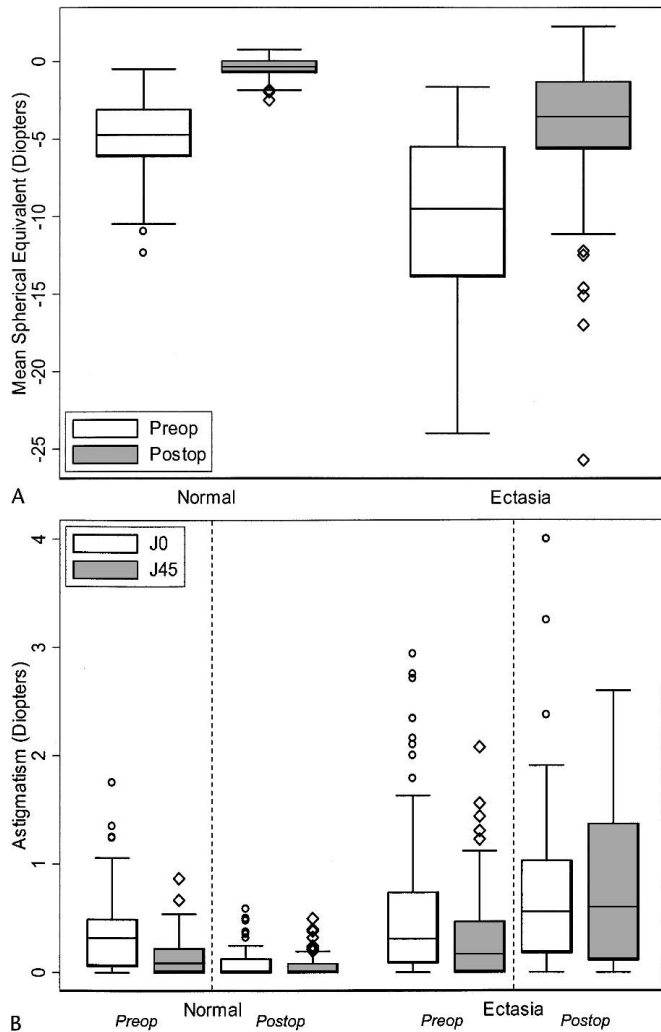 Mean Spherical Equivalent (Diopters)
0
-5
-10
-15
-20
-25
Preop
Postop
Normal
Ectasia
A
Astigmatism (Diopters)
4
3
2
1
0
J0
J45
Normal
Ectasia
Preop
Postop
Preop
Postop
B